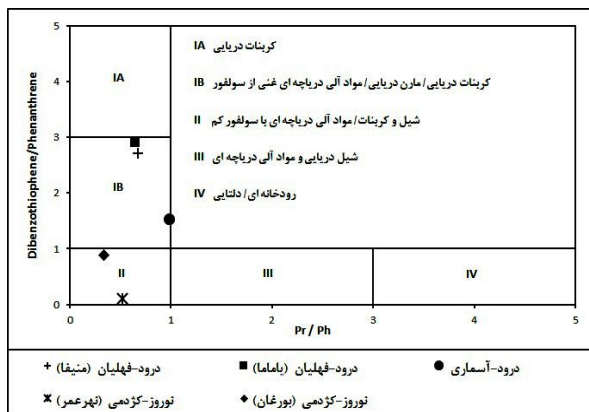 Dibenzothiophene/Phenanthrene
5
4
3
2
1
0
IA
IB
II
III
IV
IA کربنات دریایی
IB کربنات دریایی/ مارن دریایی/ مواد آلی دریاچه ای غنی از سولفور
II شیل و کربنات/ مواد آلی دریاچه ای با سولفور کم
III شیل دریایی و مواد آلی دریاچه ای
IV رودخانه ای/ دلتایی
0 1 2 3 4 5
Pr / Ph
درود-آسماری
درود-فهلیان (یاماما)
درود-فهلیان (منیفا)
نوروز-کژدمی (بورغان)
نوروز-کژدمی (نهرعمر)